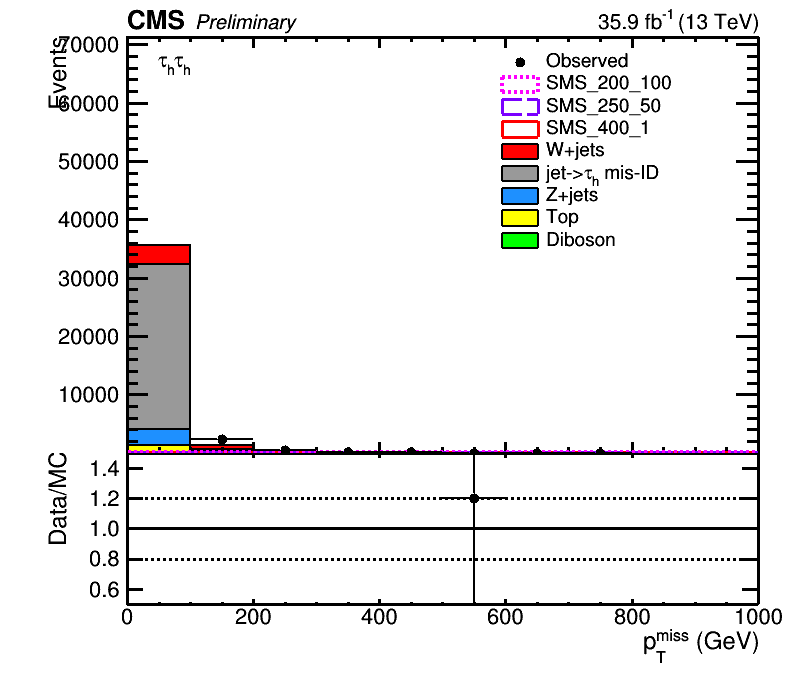 CMS Preliminary 35.9 fb⁻¹ (13 TeV)
Events
70000
60000
50000
40000
30000
20000
10000
τₕτₕ
Observed
SMS_200_100
SMS_250_50
SMS_400_1
W+jets
jet->τₕ mis-ID
Z+jets
Top
Diboson
Data/MC
1.4
1.2
1.0
0.8
0.6
0 200 400 600 800 1000
p_T^miss (GeV)